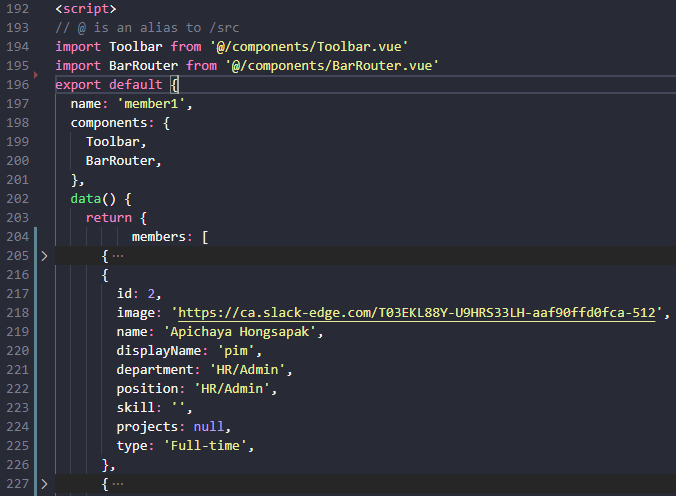 192 <script>
193 // @ is an alias to /src
194 import Toolbar from '@/components/Toolbar.vue'
195 import BarRouter from '@/components/BarRouter.vue'
196 export default {
197 name: 'member1',
198 components: {
199 Toolbar,
200 BarRouter,
201 },
202 data() {
203 return {
204 members: [
205 > { ···
216 {
217 id: 2,
218 image: 'https://ca.slack-edge.com/T03EKL88Y-U9HRS33LH-aaf90ffd0fca-512',
219 name: 'Apichaya Hongsapak',
220 displayName: 'pim',
221 department: 'HR/Admin',
222 position: 'HR/Admin',
223 skill: '',
224 projects: null,
225 type: 'Full-time',
226 },
227 > { ···